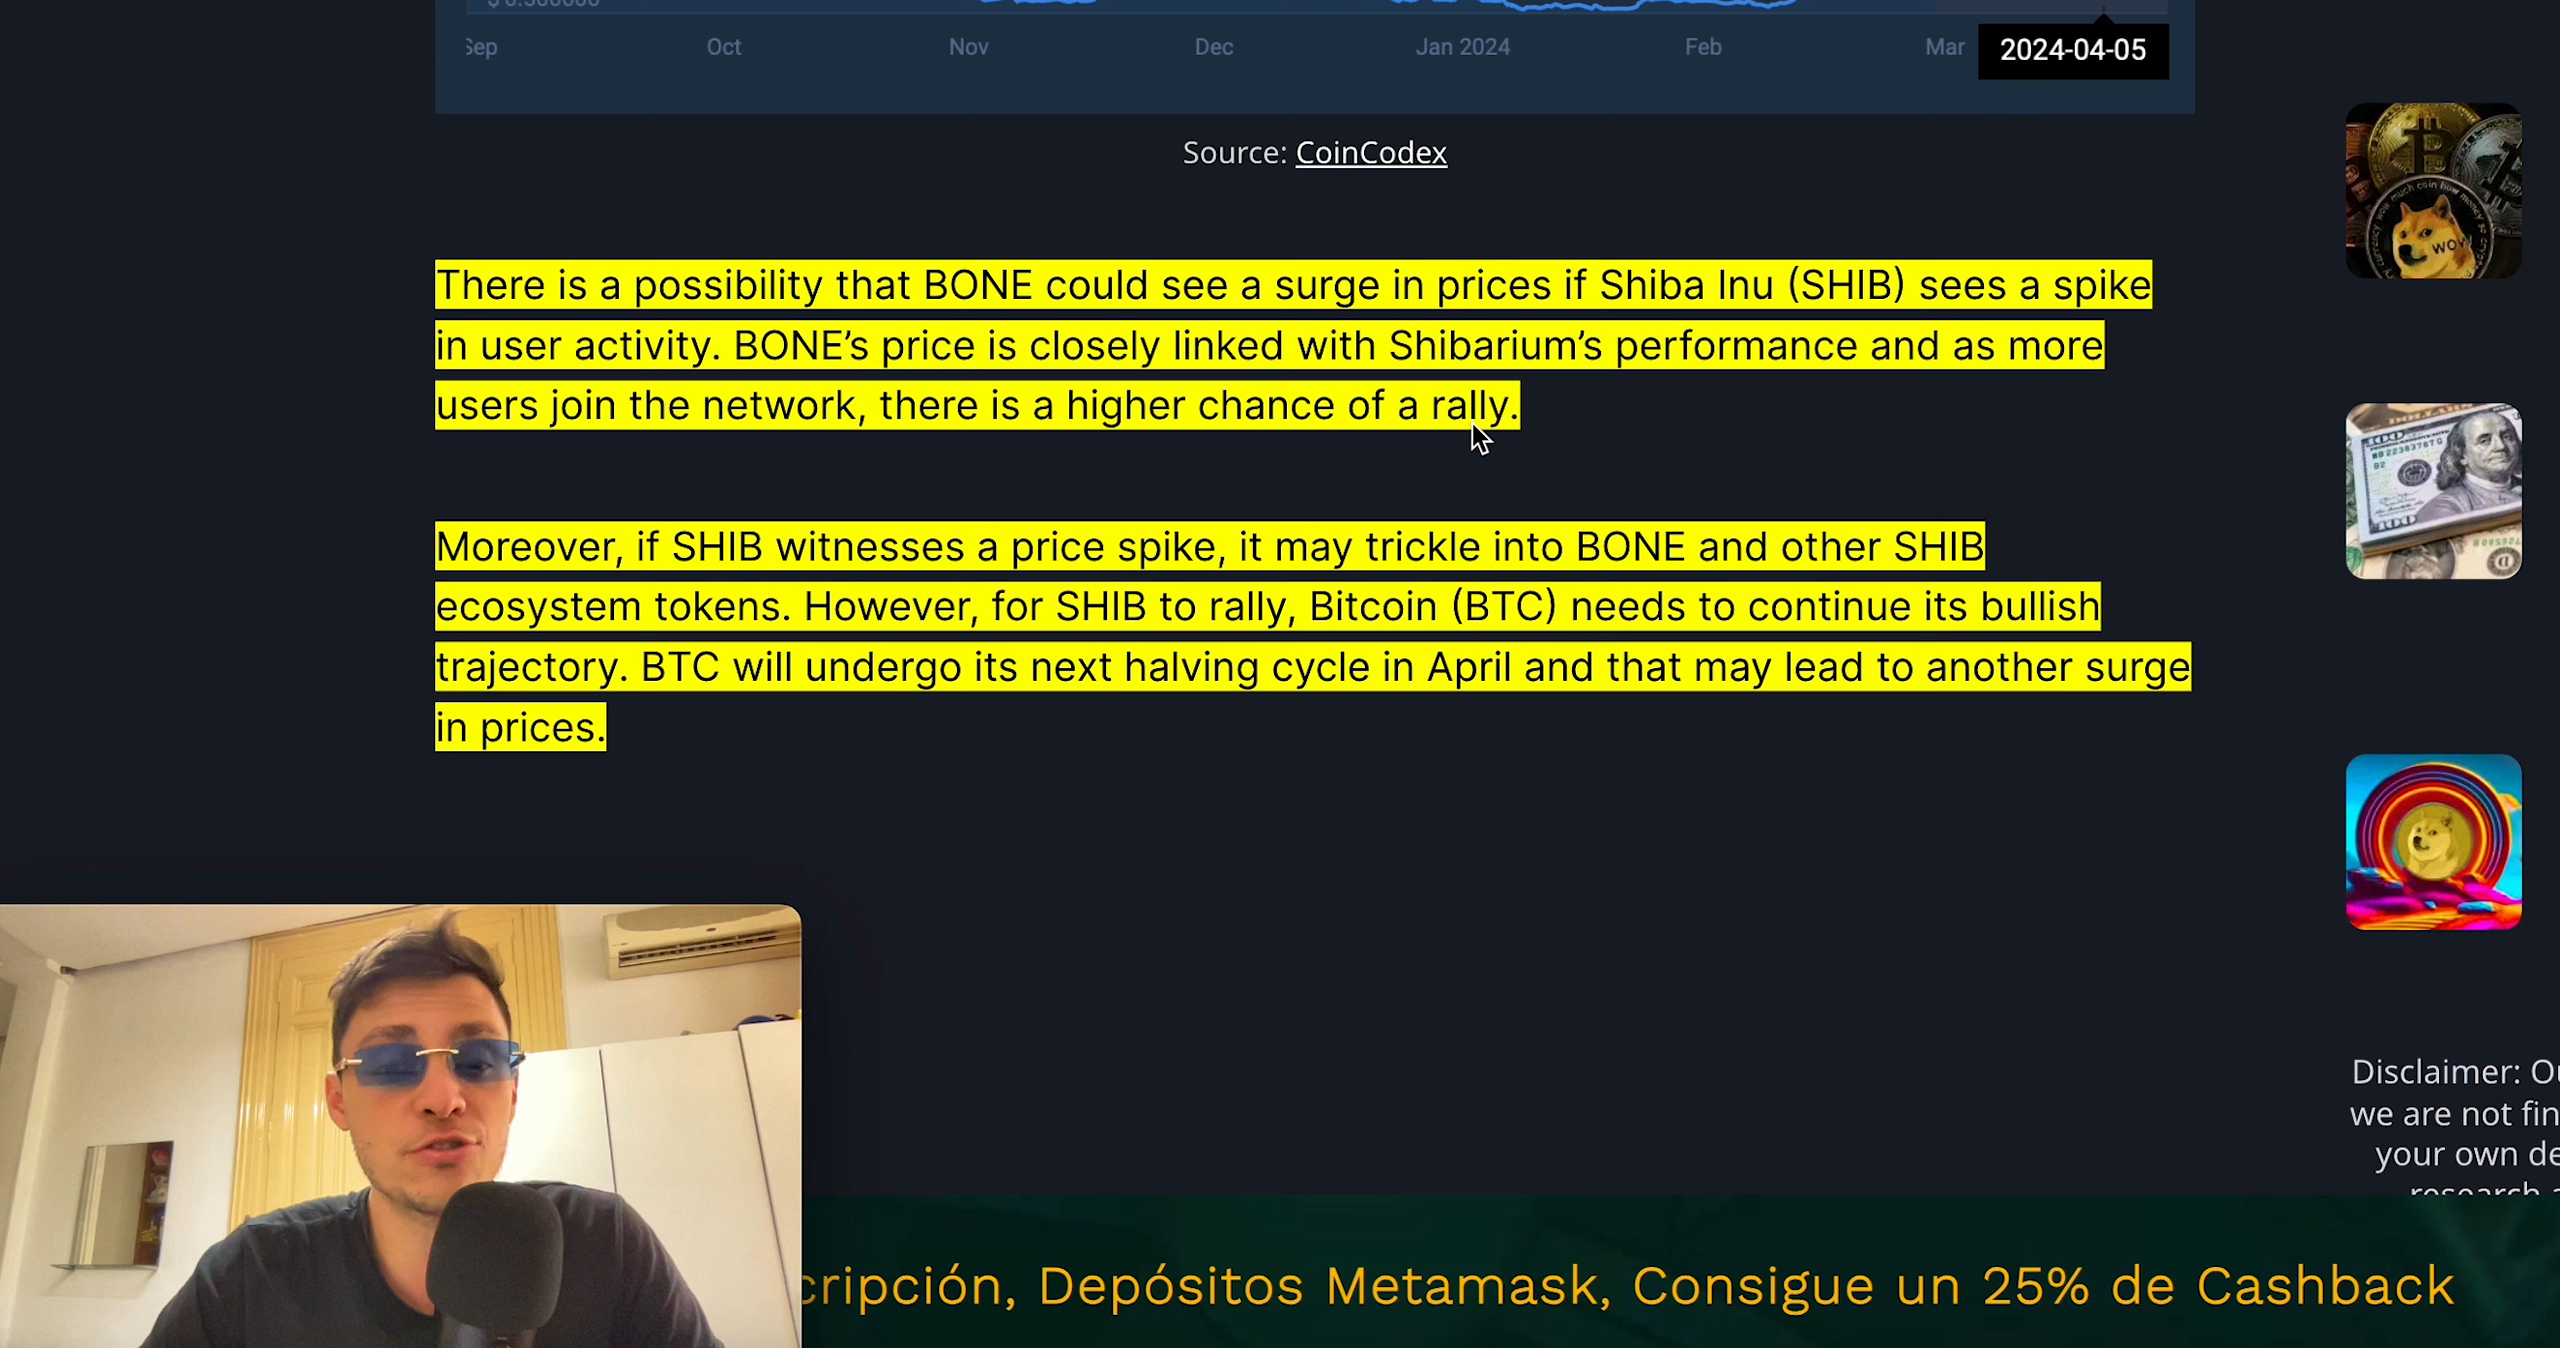 Sep Oct Nov Dec Jan 2024 Feb Mar 2024-04-05
Source: CoinCodex
There is a possibility that BONE could see a surge in prices if Shiba Inu (SHIB) sees a spike
in user activity. BONE’s price is closely linked with Shibarium’s performance and as more
users join the network, there is a higher chance of a rally.
Moreover, if SHIB witnesses a price spike, it may trickle into BONE and other SHIB
ecosystem tokens. However, for SHIB to rally, Bitcoin (BTC) needs to continue its bullish
trajectory. BTC will undergo its next halving cycle in April and that may lead to another surge
in prices.
WOW
100
100
Disclaimer:
we are not
your own
cripción, Depósitos Metamask, Consigue un 25% de Cashback